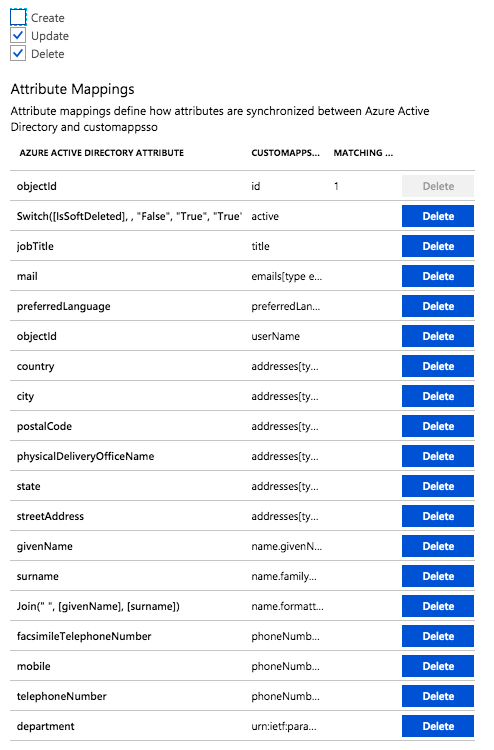 Create
Update
Delete
Attribute Mappings
Attribute mappings define how attributes are synchronized between Azure Active
Directory and customappsso
AZURE ACTIVE DIRECTORY ATTRIBUTE CUSTOMAPPS... MATCHING ...
objectId id 1 Delete
Switch([IsSoftDeleted], , "False", "True", "True" active Delete
jobTitle title Delete
mail emails[type e... Delete
preferredLanguage preferredLan... Delete
objectId userName Delete
country addresses[ty... Delete
city addresses[ty... Delete
postalCode addresses[ty... Delete
physicalDeliveryOfficeName addresses[ty... Delete
state addresses[ty... Delete
streetAddress addresses[ty... Delete
givenName name.givenN... Delete
surname name.family... Delete
Join(" ", [givenName], [surname]) name.formatt... Delete
facsimileTelephoneNumber phoneNumb... Delete
mobile phoneNumb... Delete
telephoneNumber phoneNumb... Delete
department urn:ietf:para... Delete